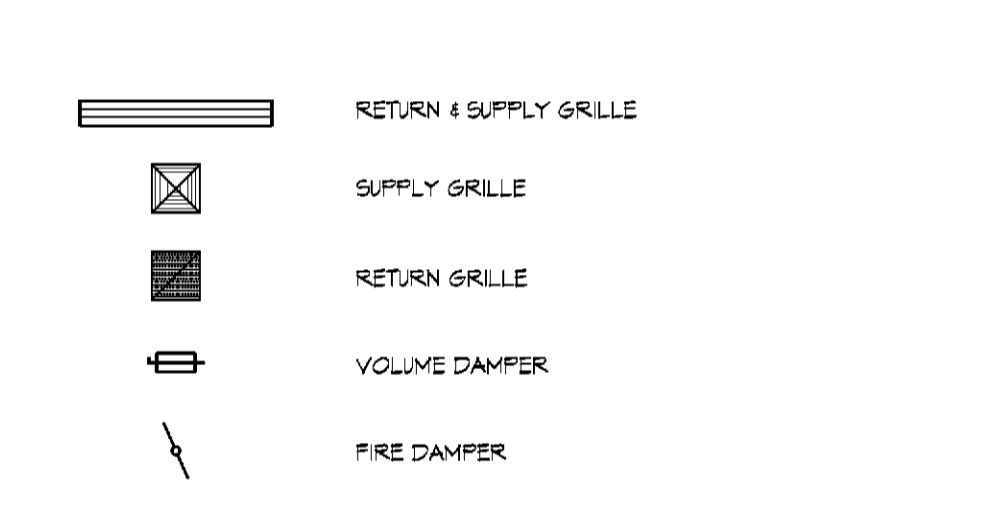 RETURN & SUPPLY GRILLE
SUPPLY GRILLE
RETURN GRILLE
VOLUME DAMPER
FIRE DAMPER